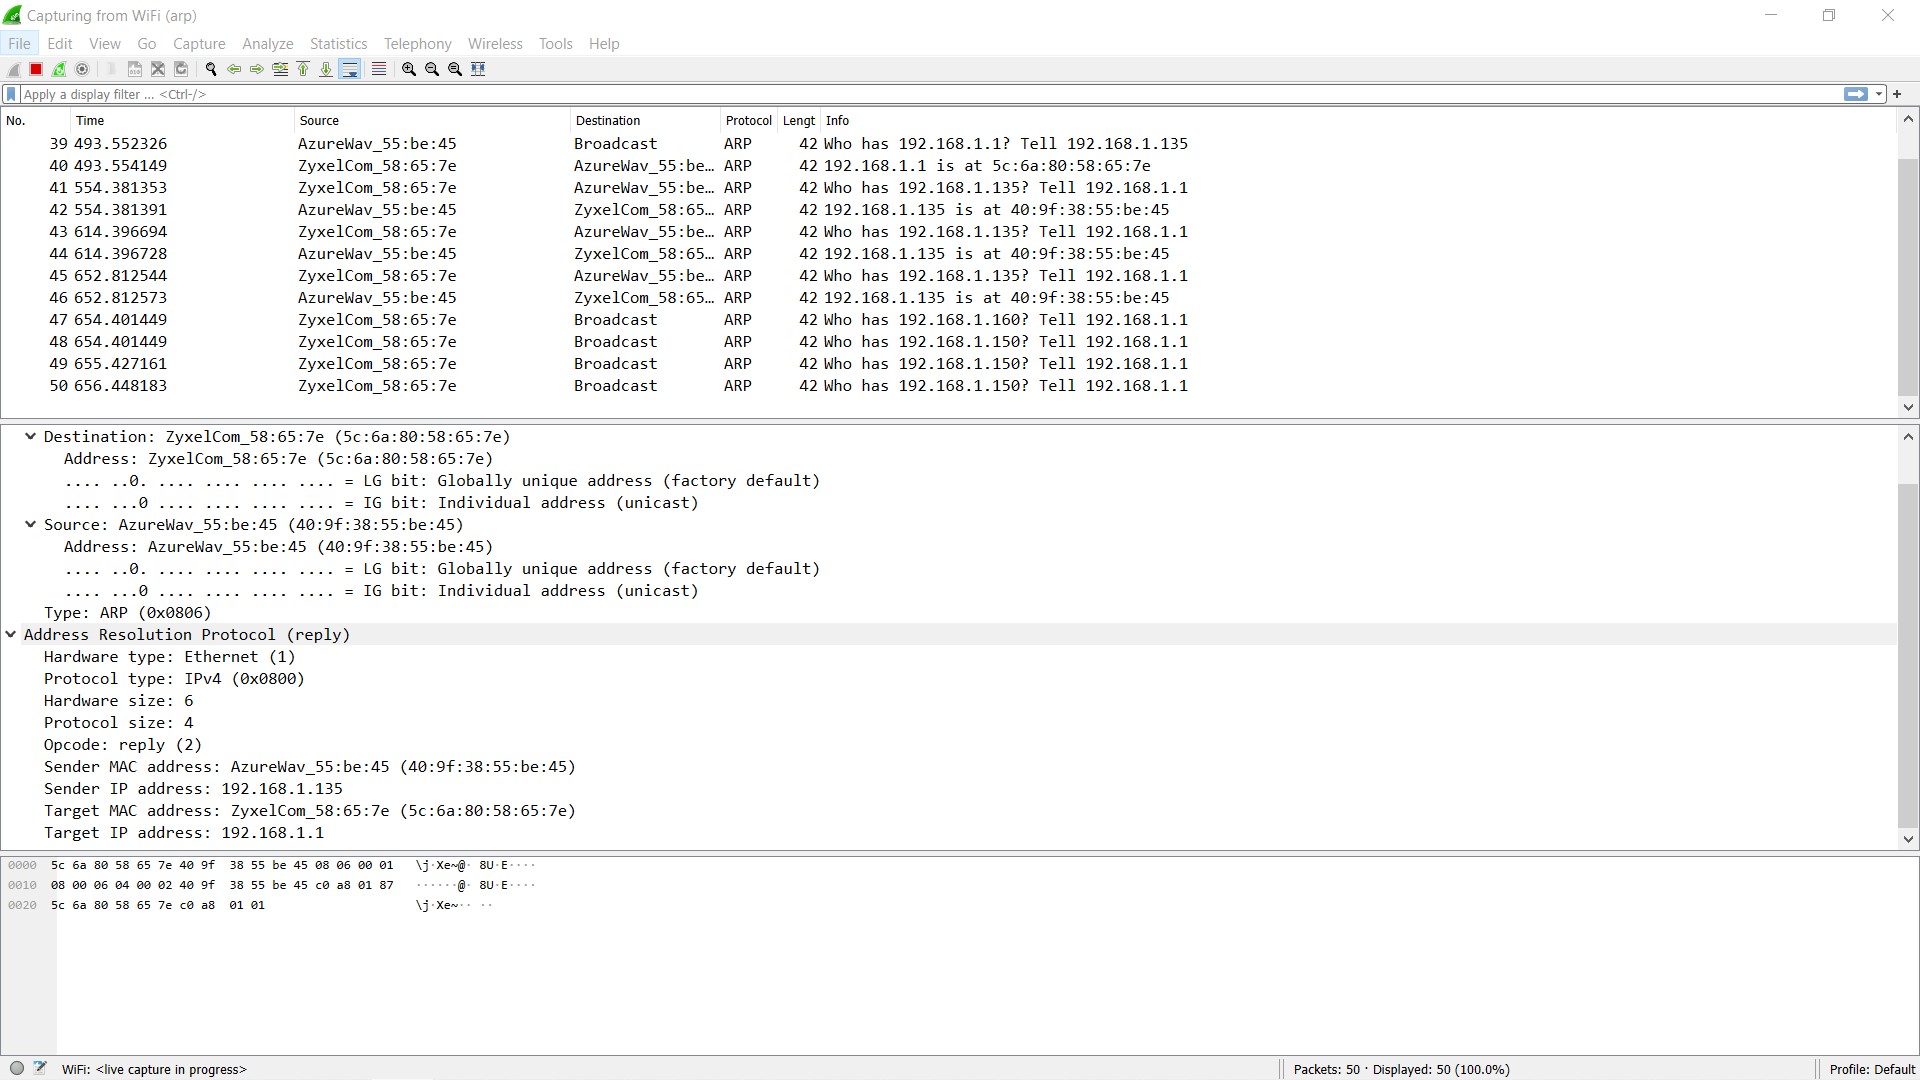 Capturing from WiFi (arp)
File Edit View Go Capture Analyze Statistics Telephony Wireless Tools Help
Apply a display filter ... <Ctrl-/>
No. Time Source Destination Protocol Lengt Info
39 493.552326 AzureWav_55:be:45 Broadcast ARP 42 Who has 192.168.1.1? Tell 192.168.1.135
40 493.554149 ZyxelCom_58:65:7e AzureWav_55:be… ARP 42 192.168.1.1 is at 5c:6a:80:58:65:7e
41 554.381353 ZyxelCom_58:65:7e AzureWav_55:be… ARP 42 Who has 192.168.1.135? Tell 192.168.1.1
42 554.381391 AzureWav_55:be:45 ZyxelCom_58:65… ARP 42 192.168.1.135 is at 40:9f:38:55:be:45
43 614.396694 ZyxelCom_58:65:7e AzureWav_55:be… ARP 42 Who has 192.168.1.135? Tell 192.168.1.1
44 614.396728 AzureWav_55:be:45 ZyxelCom_58:65… ARP 42 192.168.1.135 is at 40:9f:38:55:be:45
45 652.812544 ZyxelCom_58:65:7e AzureWav_55:be… ARP 42 Who has 192.168.1.135? Tell 192.168.1.1
46 652.812573 AzureWav_55:be:45 ZyxelCom_58:65… ARP 42 192.168.1.135 is at 40:9f:38:55:be:45
47 654.401449 ZyxelCom_58:65:7e Broadcast ARP 42 Who has 192.168.1.160? Tell 192.168.1.1
48 654.401449 ZyxelCom_58:65:7e Broadcast ARP 42 Who has 192.168.1.150? Tell 192.168.1.1
49 655.427161 ZyxelCom_58:65:7e Broadcast ARP 42 Who has 192.168.1.150? Tell 192.168.1.1
50 656.448183 ZyxelCom_58:65:7e Broadcast ARP 42 Who has 192.168.1.150? Tell 192.168.1.1
Destination: ZyxelCom_58:65:7e (5c:6a:80:58:65:7e)
Address: ZyxelCom_58:65:7e (5c:6a:80:58:65:7e)
.... ..0. .... .... .... .... = LG bit: Globally unique address (factory default)
.... ...0 .... .... .... .... = IG bit: Individual address (unicast)
Source: AzureWav_55:be:45 (40:9f:38:55:be:45)
Address: AzureWav_55:be:45 (40:9f:38:55:be:45)
.... ..0. .... .... .... .... = LG bit: Globally unique address (factory default)
.... ...0 .... .... .... .... = IG bit: Individual address (unicast)
Type: ARP (0x0806)
Address Resolution Protocol (reply)
Hardware type: Ethernet (1)
Protocol type: IPv4 (0x0800)
Hardware size: 6
Protocol size: 4
Opcode: reply (2)
Sender MAC address: AzureWav_55:be:45 (40:9f:38:55:be:45)
Sender IP address: 192.168.1.135
Target MAC address: ZyxelCom_58:65:7e (5c:6a:80:58:65:7e)
Target IP address: 192.168.1.1
0000 5c 6a 80 58 65 7e 40 9f 38 55 be 45 08 06 00 01 \j·Xe~@· 8U·E····
0010 08 00 06 04 00 02 40 9f 38 55 be 45 c0 a8 01 87 ······@· 8U·E····
0020 5c 6a 80 58 65 7e c0 a8 01 01 \j·Xe~·· ··
WiFi: <live capture in progress> Packets: 50 · Displayed: 50 (100.0%) Profile: Default